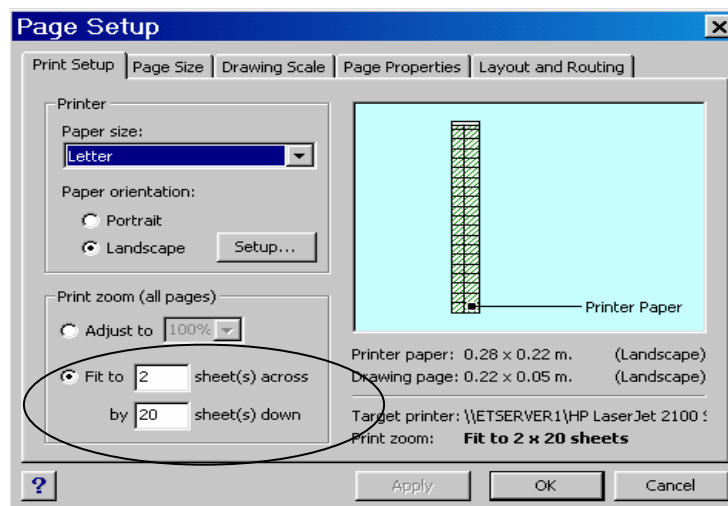 Page Setup
Print Setup Page Size Drawing Scale Page Properties Layout and Routing
Printer
Paper size:
Letter
Paper orientation:
Portrait
Landscape Setup...
Print zoom (all pages)
Adjust to 100%
Fit to 2 sheet(s) across
by 20 sheet(s) down
Printer Paper
Printer paper: 0.28 x 0.22 m. (Landscape)
Drawing page: 0.22 x 0.05 m. (Landscape)
Target printer: \\ETSERVER1\HP LaserJet 2100
Print zoom: Fit to 2 x 20 sheets
? Apply OK Cancel